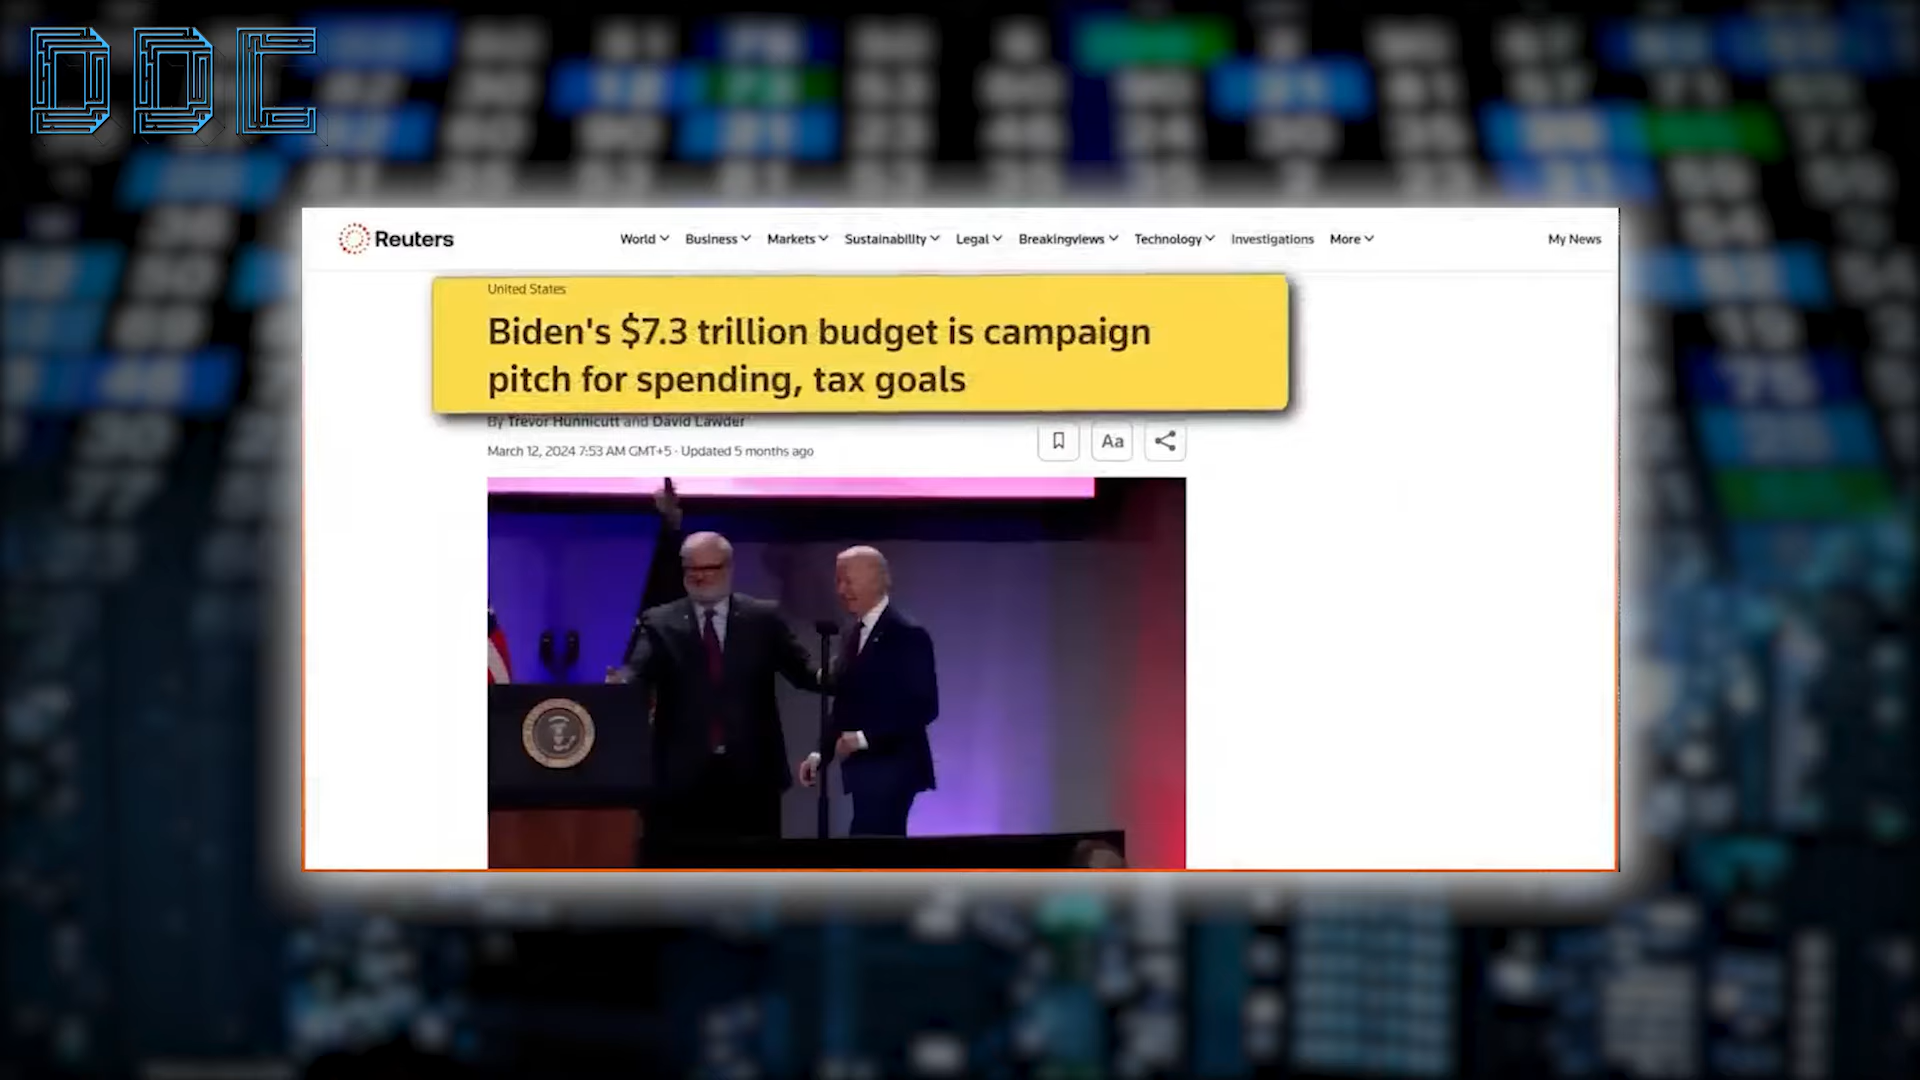 DDC
Reuters
World Business Markets Sustainability Legal Breakingviews Technology Investigations More My News
United States
Biden's $7.3 trillion budget is campaign
pitch for spending, tax goals
By Trevor Hunnicutt and David Lawder
March 12, 2024 7:53 AM GMT+5 · Updated 5 months ago
Aa